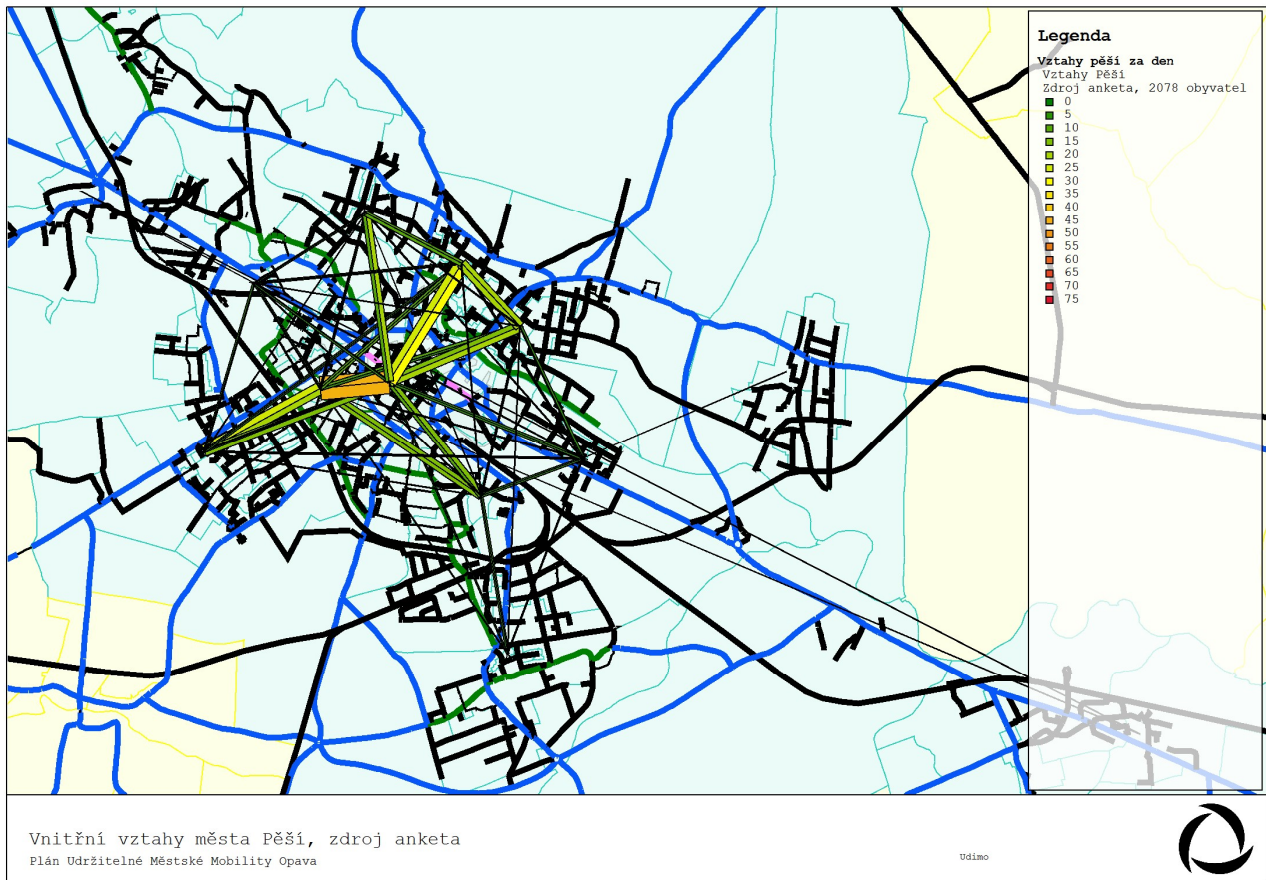 Legenda
Vztahy pěší za den
Vztahy Pěší
Zdroj anketa, 2078 obyvatel
0
5
10
15
20
25
30
35
40
45
50
55
60
65
70
75
Vnitřní vztahy města Pěší, zdroj anketa
Plán Udržitelné Městské Mobility Opava
Udimo